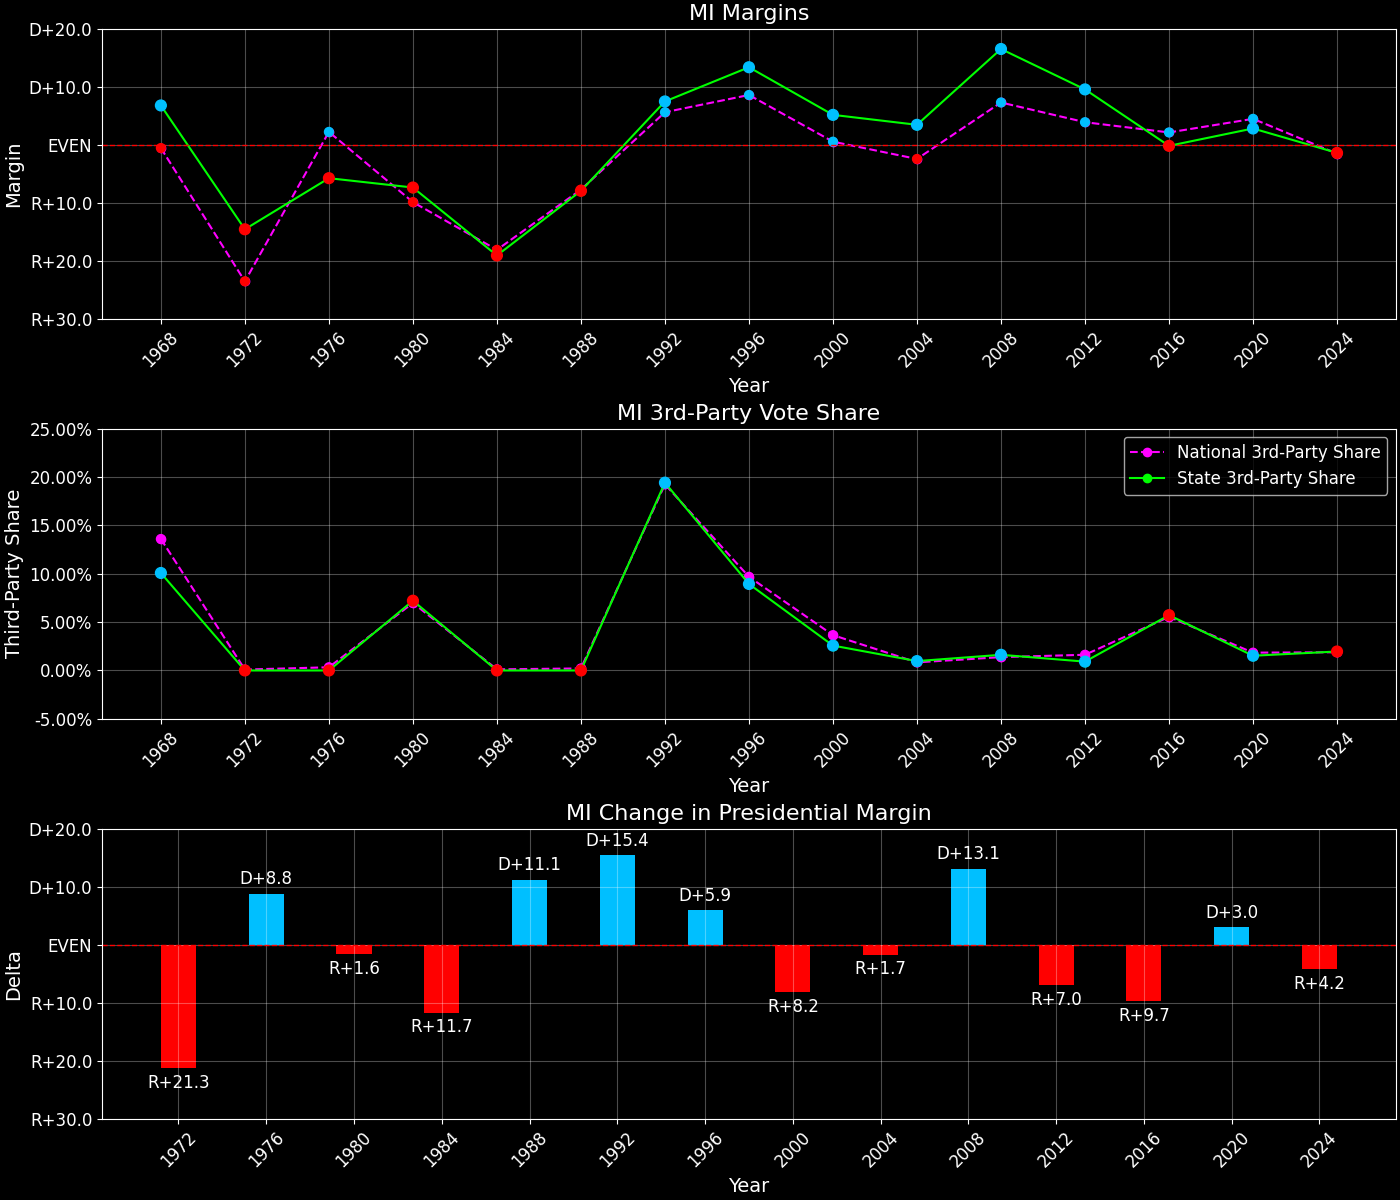 MI Margins
D+20.0
D+10.0
EVEN
R+10.0
R+20.0
R+30.0
Margin
1968 1972 1976 1980 1984 1988 1992 1996 2000 2004 2008 2012 2016 2020 2024
Year
MI 3rd-Party Vote Share
25.00%
20.00%
15.00%
10.00%
5.00%
0.00%
-5.00%
Third-Party Share
National 3rd-Party Share
State 3rd-Party Share
1968 1972 1976 1980 1984 1988 1992 1996 2000 2004 2008 2012 2016 2020 2024
Year
MI Change in Presidential Margin
D+20.0
D+10.0
EVEN
R+10.0
R+20.0
R+30.0
Delta
R+21.3
D+8.8
R+1.6
R+11.7
D+11.1
D+15.4
D+5.9
R+8.2
R+1.7
D+13.1
R+7.0
R+9.7
D+3.0
R+4.2
1972 1976 1980 1984 1988 1992 1996 2000 2004 2008 2012 2016 2020 2024
Year